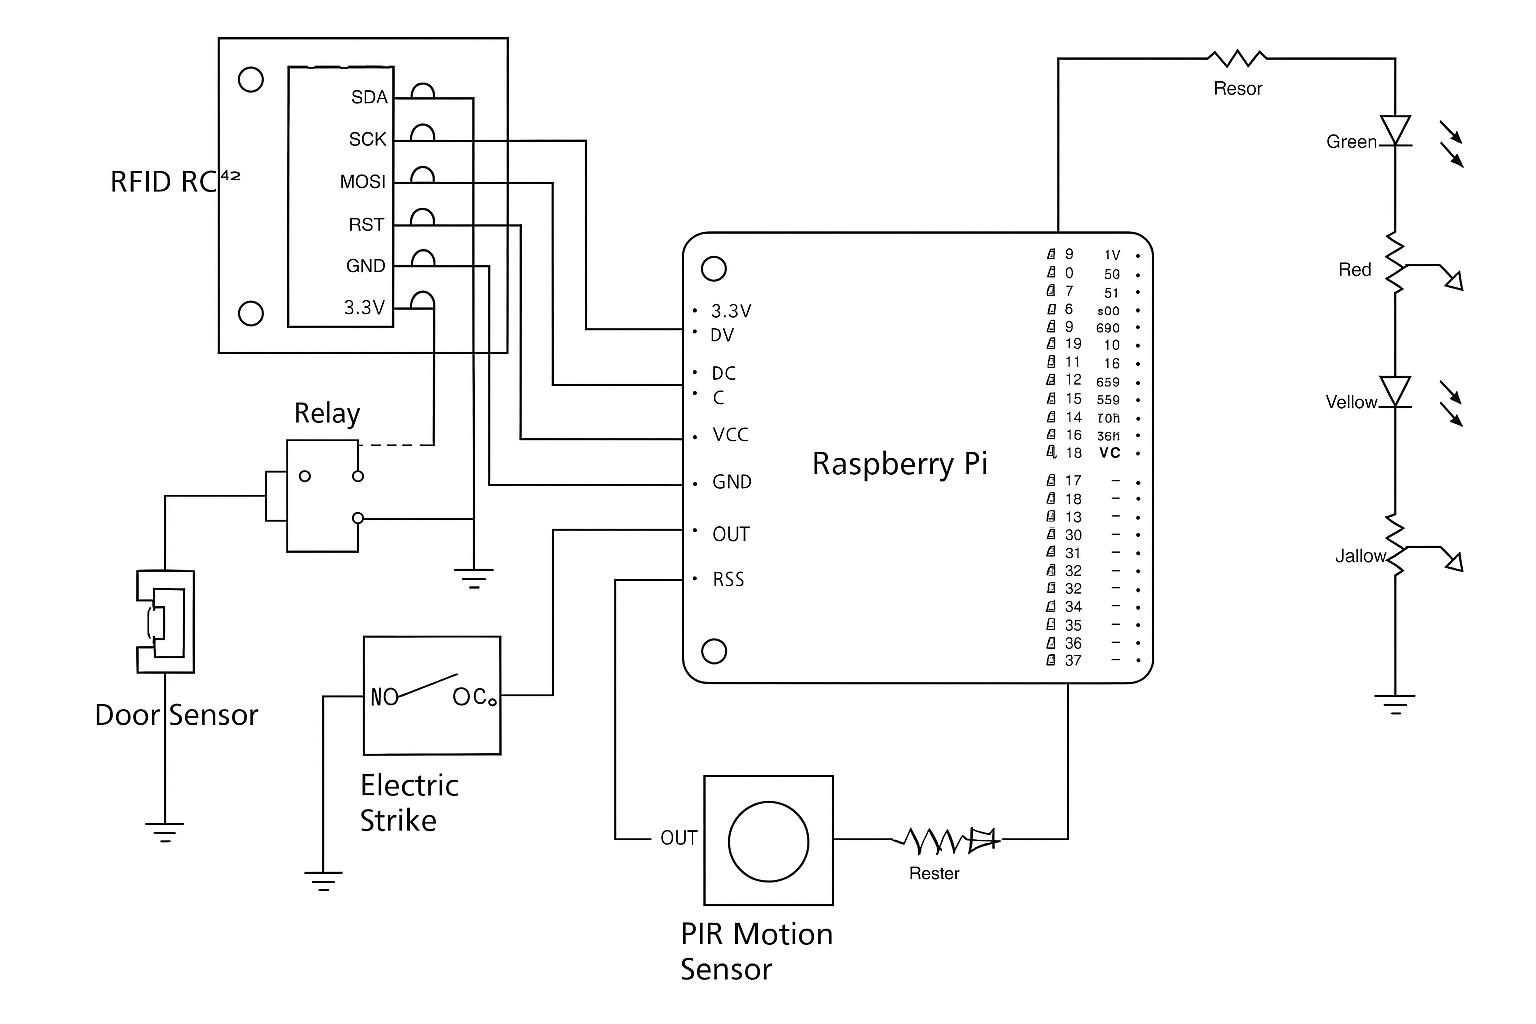 SDA
SCK
MOSI
RFID RC⁴²
RST
GND
3.3V
Relay
Door Sensor
NO OC
Electric
Strike
3.3V
DV
DC
C
VCC
GND
OUT
RSS
Raspberry Pi
9 1V
0 50
7 51
6 s00
9 690
19 10
11 16
12 659
15 559
14 ron
16 36h
18 VC
17 –
18 –
13 –
30 –
31 –
32 –
32 –
34 –
35 –
36 –
37 –
OUT
PIR Motion
Sensor
Rester
Resor
Green
Red
Vellow
Jallow